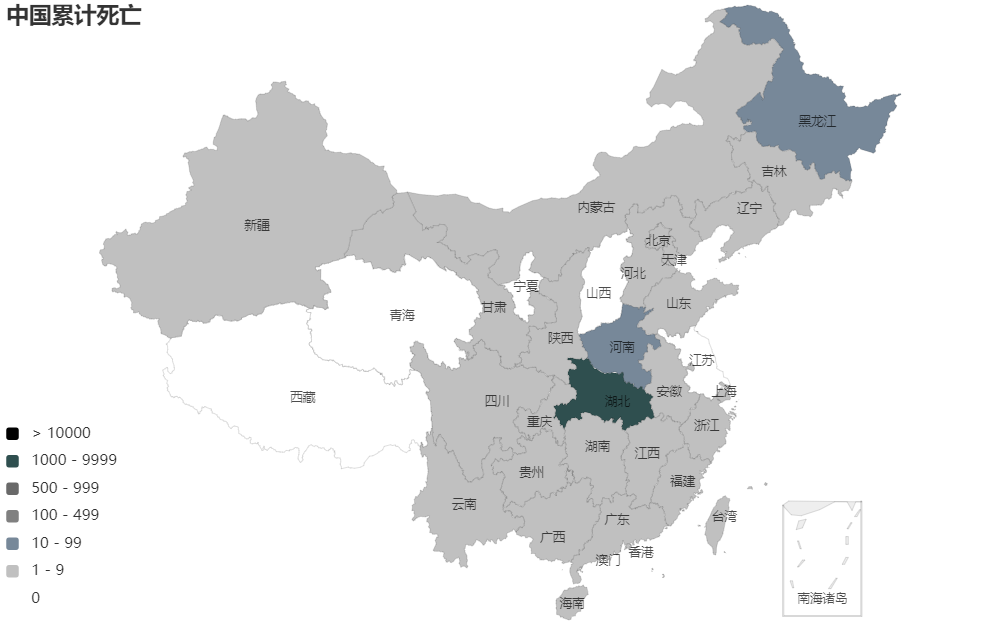 中国累计死亡
黑龙江
吉林
辽宁
内蒙古
新疆
北京
天津
河北
宁夏
山西
山东
甘肃
青海
陕西
河南
江苏
西藏
四川
湖北
安徽
上海
重庆
浙江
湖南
江西
贵州
福建
云南
台湾
广东
广西
香港
澳门
海南
南海诸岛
> 10000
1000 - 9999
500 - 999
100 - 499
10 - 99
1 - 9
0